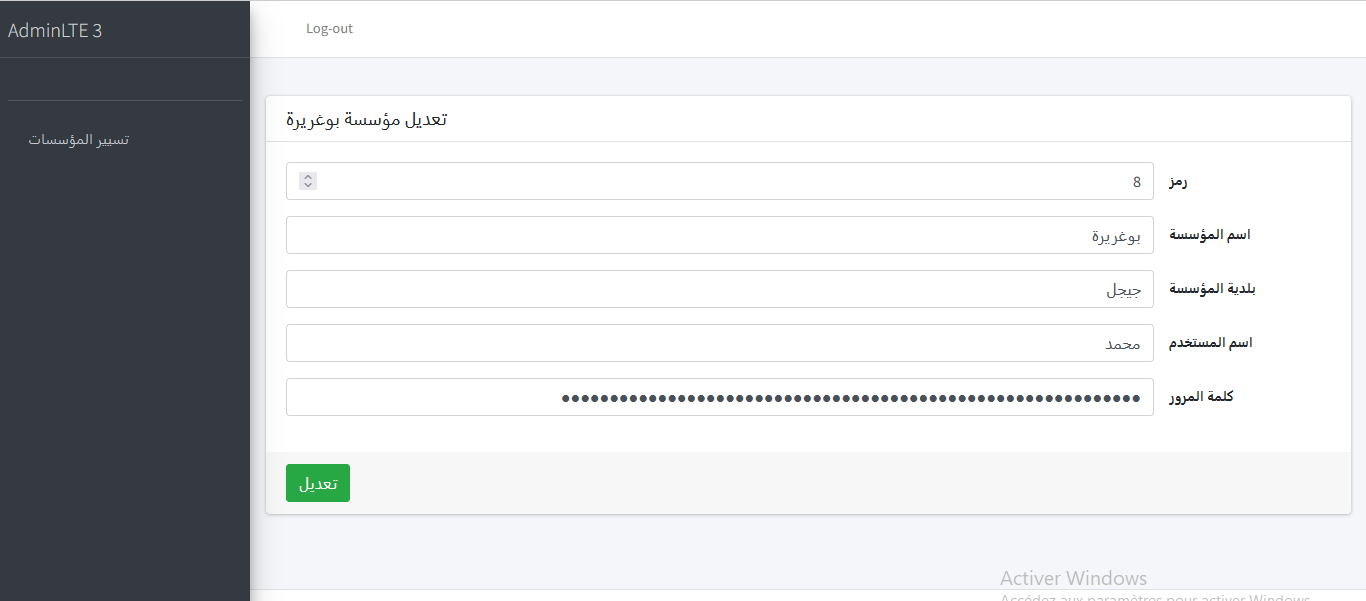 AdminLTE 3
Log-out
تسيير المؤسسات
تعديل مؤسسة بوغريرة
رمز
8
اسم المؤسسة
بوغريرة
بلدية المؤسسة
جيجل
اسم المستخدم
محمد
كلمة المرور
••••••••••••••••••••••••••••••••••••••••••••••••••••••••••••
تعديل
Activer Windows
Accédez aux paramètres pour activer Windows.